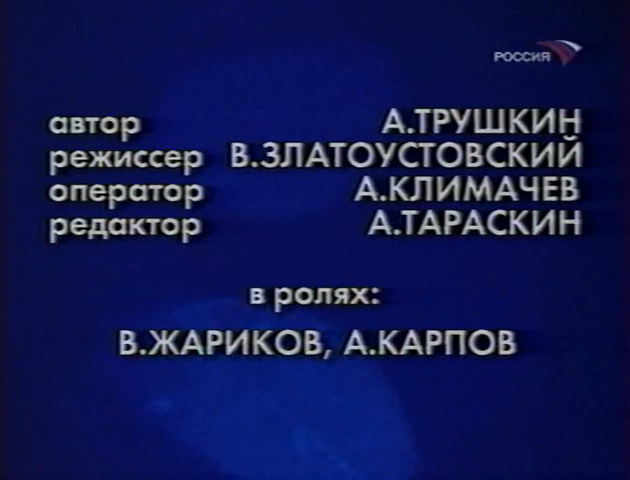 РОССИЯ
автор А.ТРУШКИН
режиссер В.ЗЛАТОУСТОВСКИЙ
оператор А.КЛИМАЧЕВ
редактор А.ТАРАСКИН
в ролях:
В.ЖАРИКОВ, А.КАРПОВ